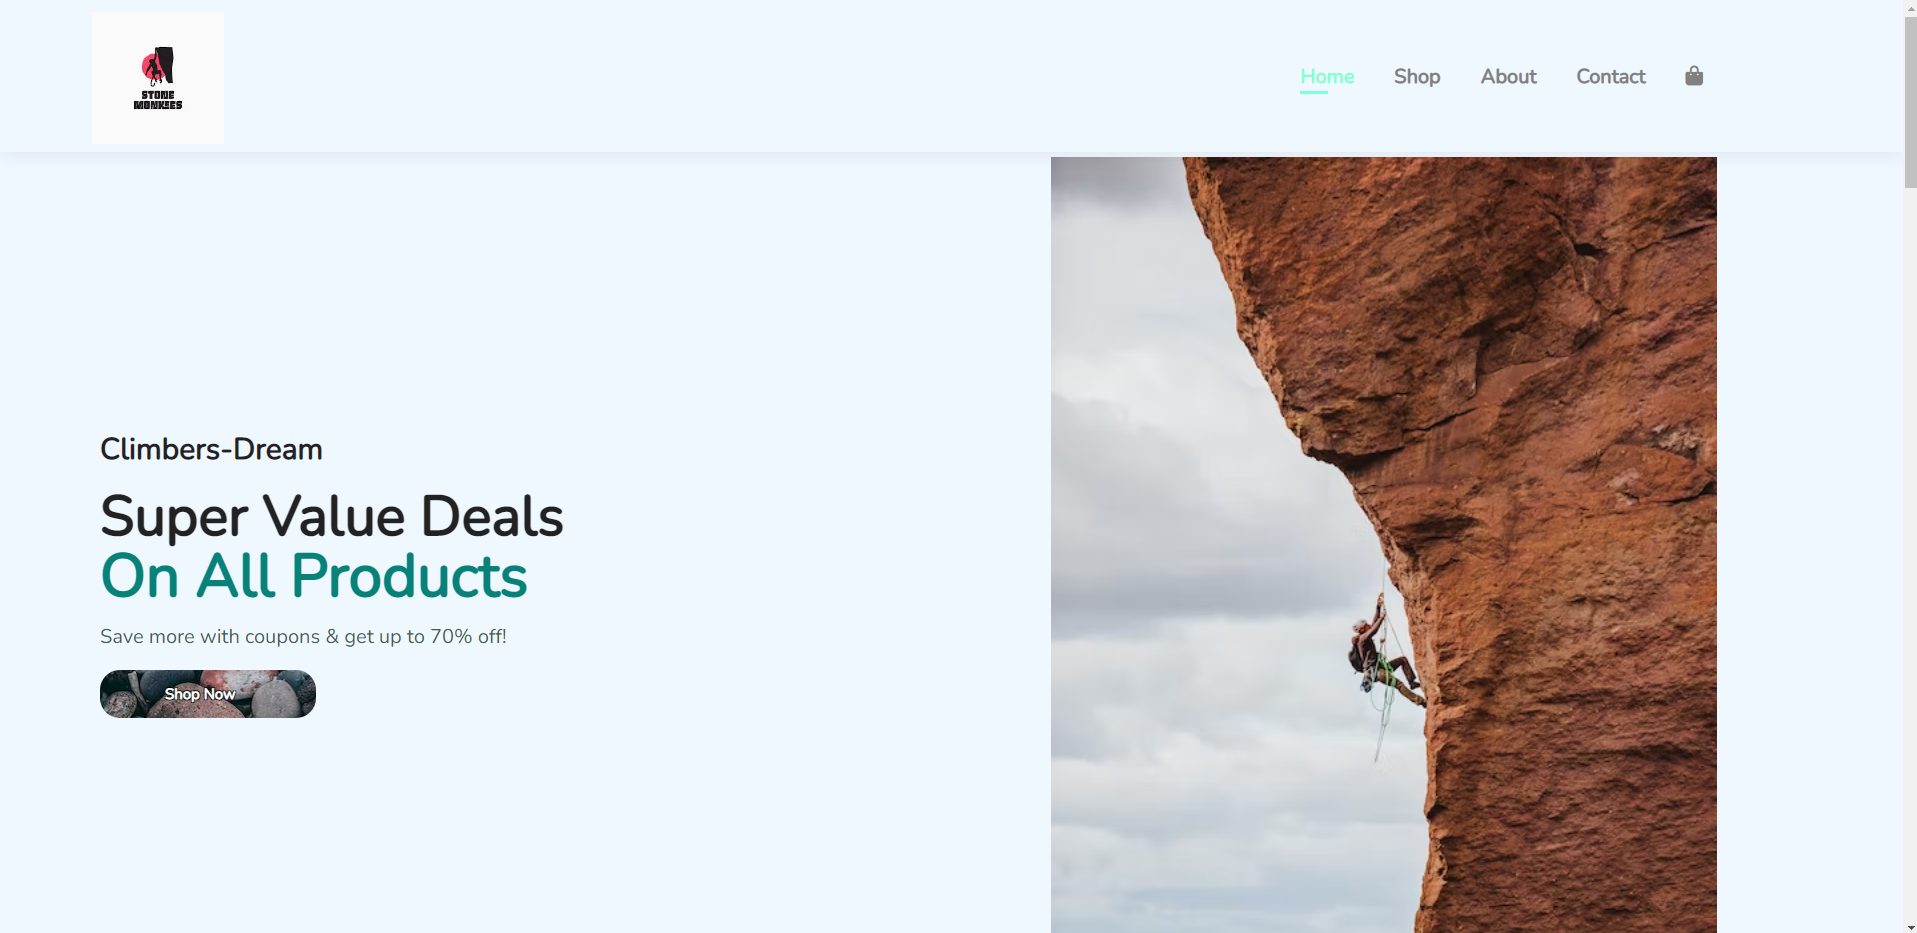 STONE
MONKEES
Home
Shop
About
Contact
Climbers-Dream
Super Value Deals
On All Products
Save more with coupons & get up to 70% off!
Shop Now